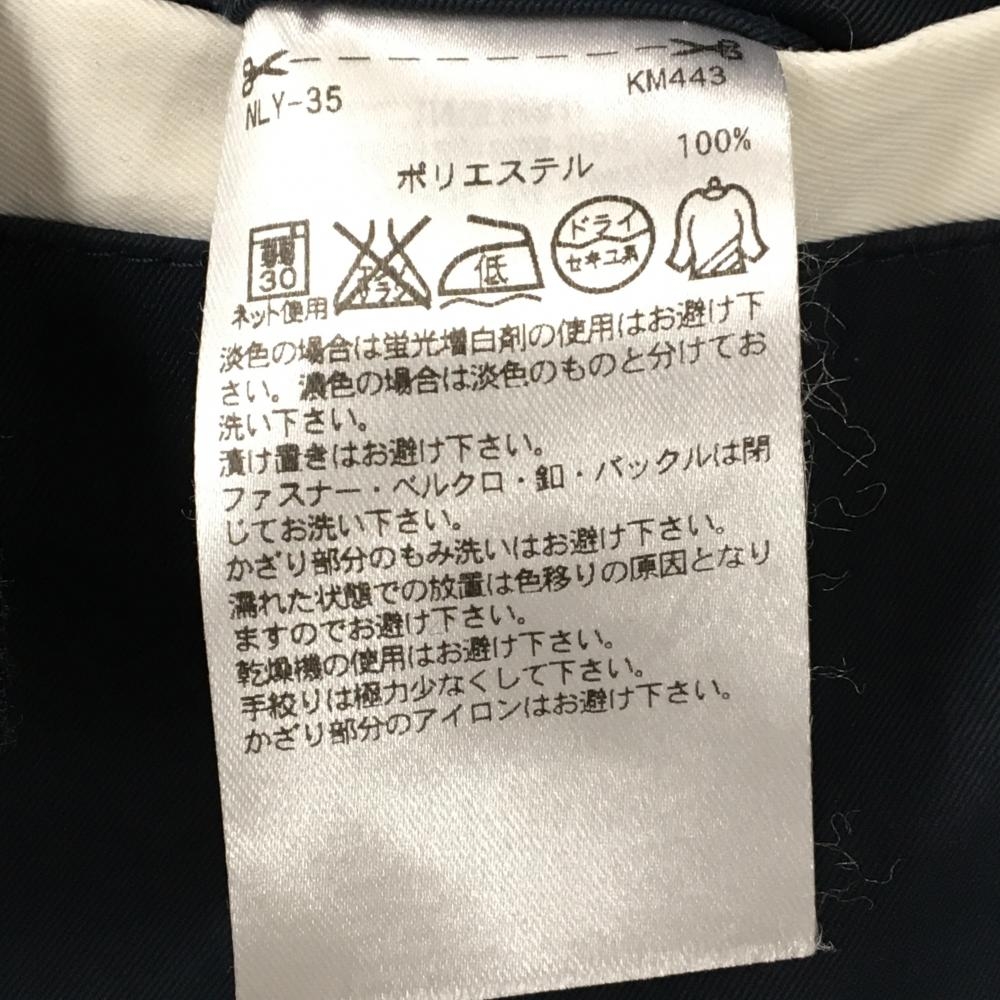 NLY-35 KM443
ポリエステル 100%
弱
30
ネット使用
エンソ
サラシ
低
ドライ
セキユ系
淡色の場合は蛍光増白剤の使用はお避け下
さい。濃色の場合は淡色のものと分けてお
洗い下さい。
漬け置きはお避け下さい。
ファスナー・ベルクロ・釦・バックルは閉
じてお洗い下さい。
かざり部分のもみ洗いはお避け下さい。
濡れた状態での放置は色移りの原因となり
ますのでお避け下さい。
乾燥機の使用はお避け下さい。
手絞りは極力少なくして下さい。
かざり部分のアイロンはお避け下さい。